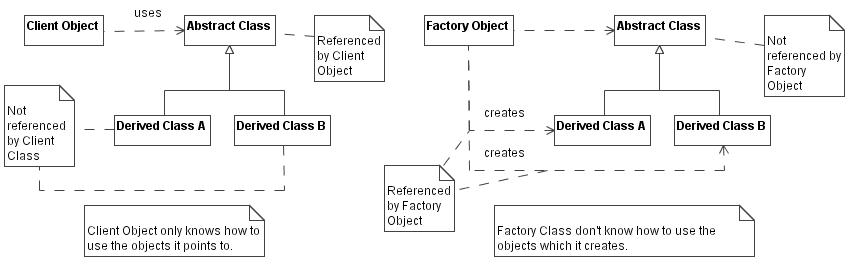 uses
Client Object
Abstract Class
Referenced
by Client
Object
Not
referenced
by Client
Class
Derived Class A
Derived Class B
Client Object only knows how to
use the objects it points to.
Factory Object
Abstract Class
Not
referenced by
Factory
Object
creates
Derived Class A
Derived Class B
creates
Referenced
by Factory
Object
Factory Class don't know how to use the
objects which it creates.